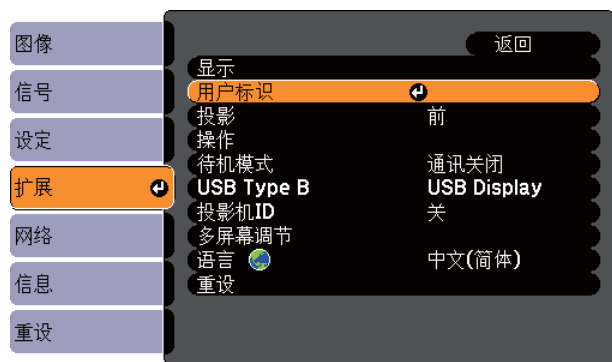 图像
信号
设定
扩展
网络
信息
重设
返回
显示
用户标识
投影 前
操作
待机模式 通讯关闭
USB Type B USB Display
投影机ID 关
多屏幕调节
语言 中文(简体)
重设